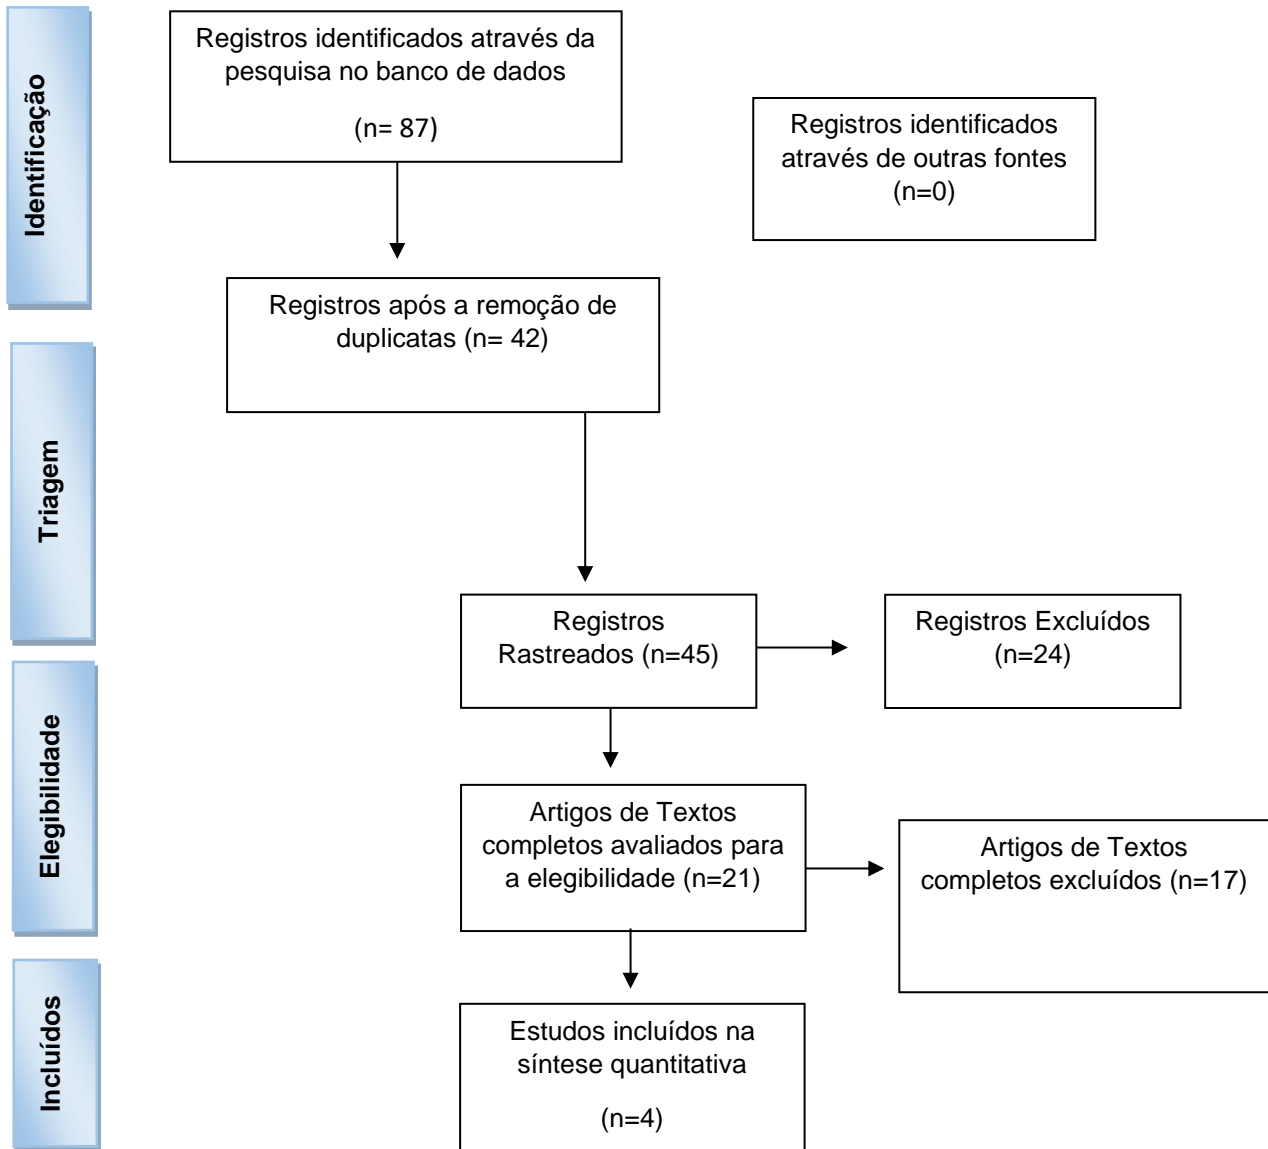 Identificação
Registros identificados através da
pesquisa no banco de dados
(n= 87)
Registros identificados
através de outras fontes
(n=0)
Registros após a remoção de
duplicatas (n= 42)
Triagem
Registros
Rastreados (n=45)
Registros Excluídos
(n=24)
Elegibilidade
Artigos de Textos
completos avaliados para
a elegibilidade (n=21)
Artigos de Textos
completos excluídos (n=17)
Incluídos
Estudos incluídos na
síntese quantitativa
(n=4)